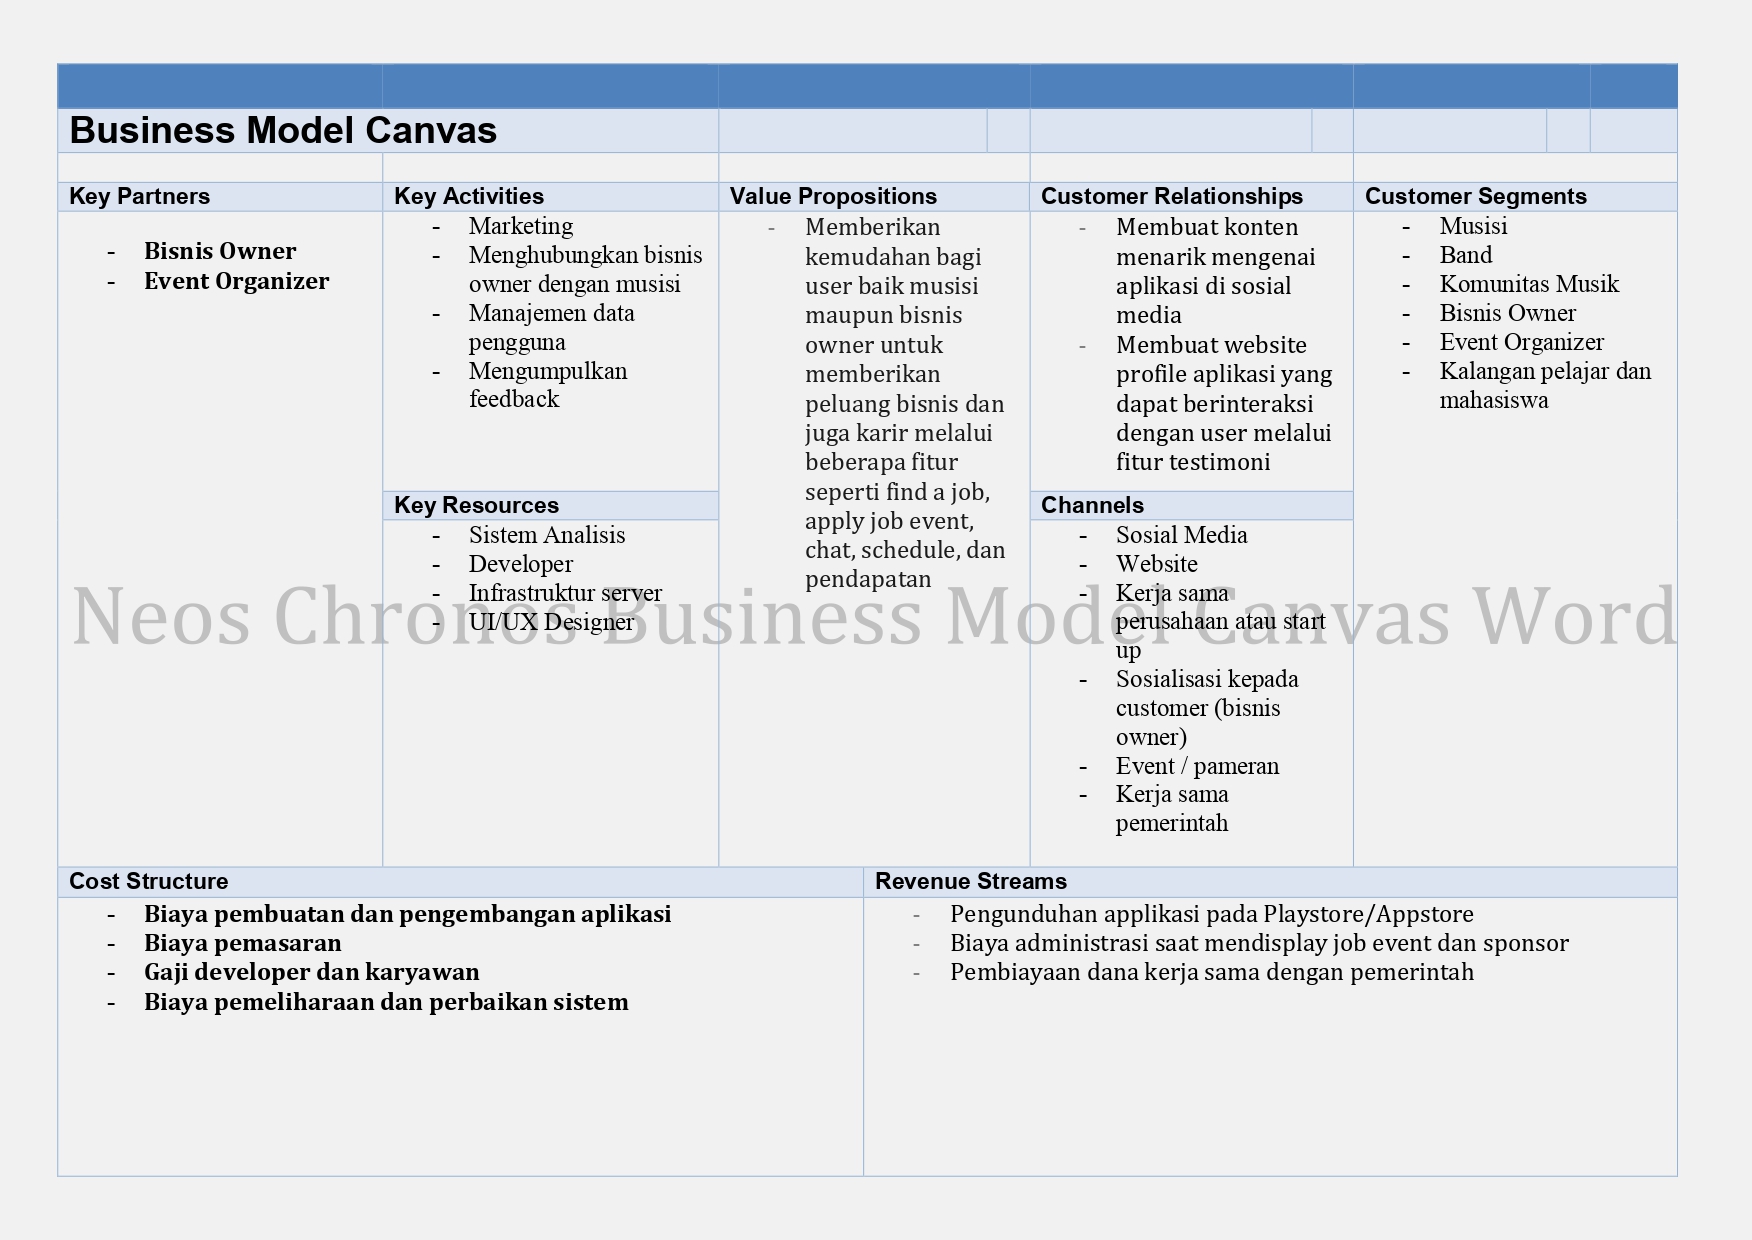 Business Model Canvas
Key Partners
- Bisnis Owner
- Event Organizer
Key Activities
- Marketing
- Menghubungkan bisnis
owner dengan musisi
- Manajemen data
pengguna
- Mengumpulkan
feedback
Key Resources
- Sistem Analisis
- Developer
- Infrastruktur server
- UI/UX Designer
Value Propositions
- Memberikan
kemudahan bagi
user baik musisi
maupun bisnis
owner untuk
memberikan
peluang bisnis dan
juga karir melalui
beberapa fitur
seperti find a job,
apply job event,
chat, schedule, dan
pendapatan
Customer Relationships
- Membuat konten
menarik mengenai
aplikasi di sosial
media
- Membuat website
profile aplikasi yang
dapat berinteraksi
dengan user melalui
fitur testimoni
Channels
- Sosial Media
- Website
- Kerja sama
perusahaan atau start
up
- Sosialisasi kepada
customer (bisnis
owner)
- Event / pameran
- Kerja sama
pemerintah
Customer Segments
- Musisi
- Band
- Komunitas Musik
- Bisnis Owner
- Event Organizer
- Kalangan pelajar dan
mahasiswa
Neos Chronos Business Model Canvas Word
Cost Structure
- Biaya pembuatan dan pengembangan aplikasi
- Biaya pemasaran
- Gaji developer dan karyawan
- Biaya pemeliharaan dan perbaikan sistem
Revenue Streams
- Pengunduhan applikasi pada Playstore/Appstore
- Biaya administrasi saat mendisplay job event dan sponsor
- Pembiayaan dana kerja sama dengan pemerintah